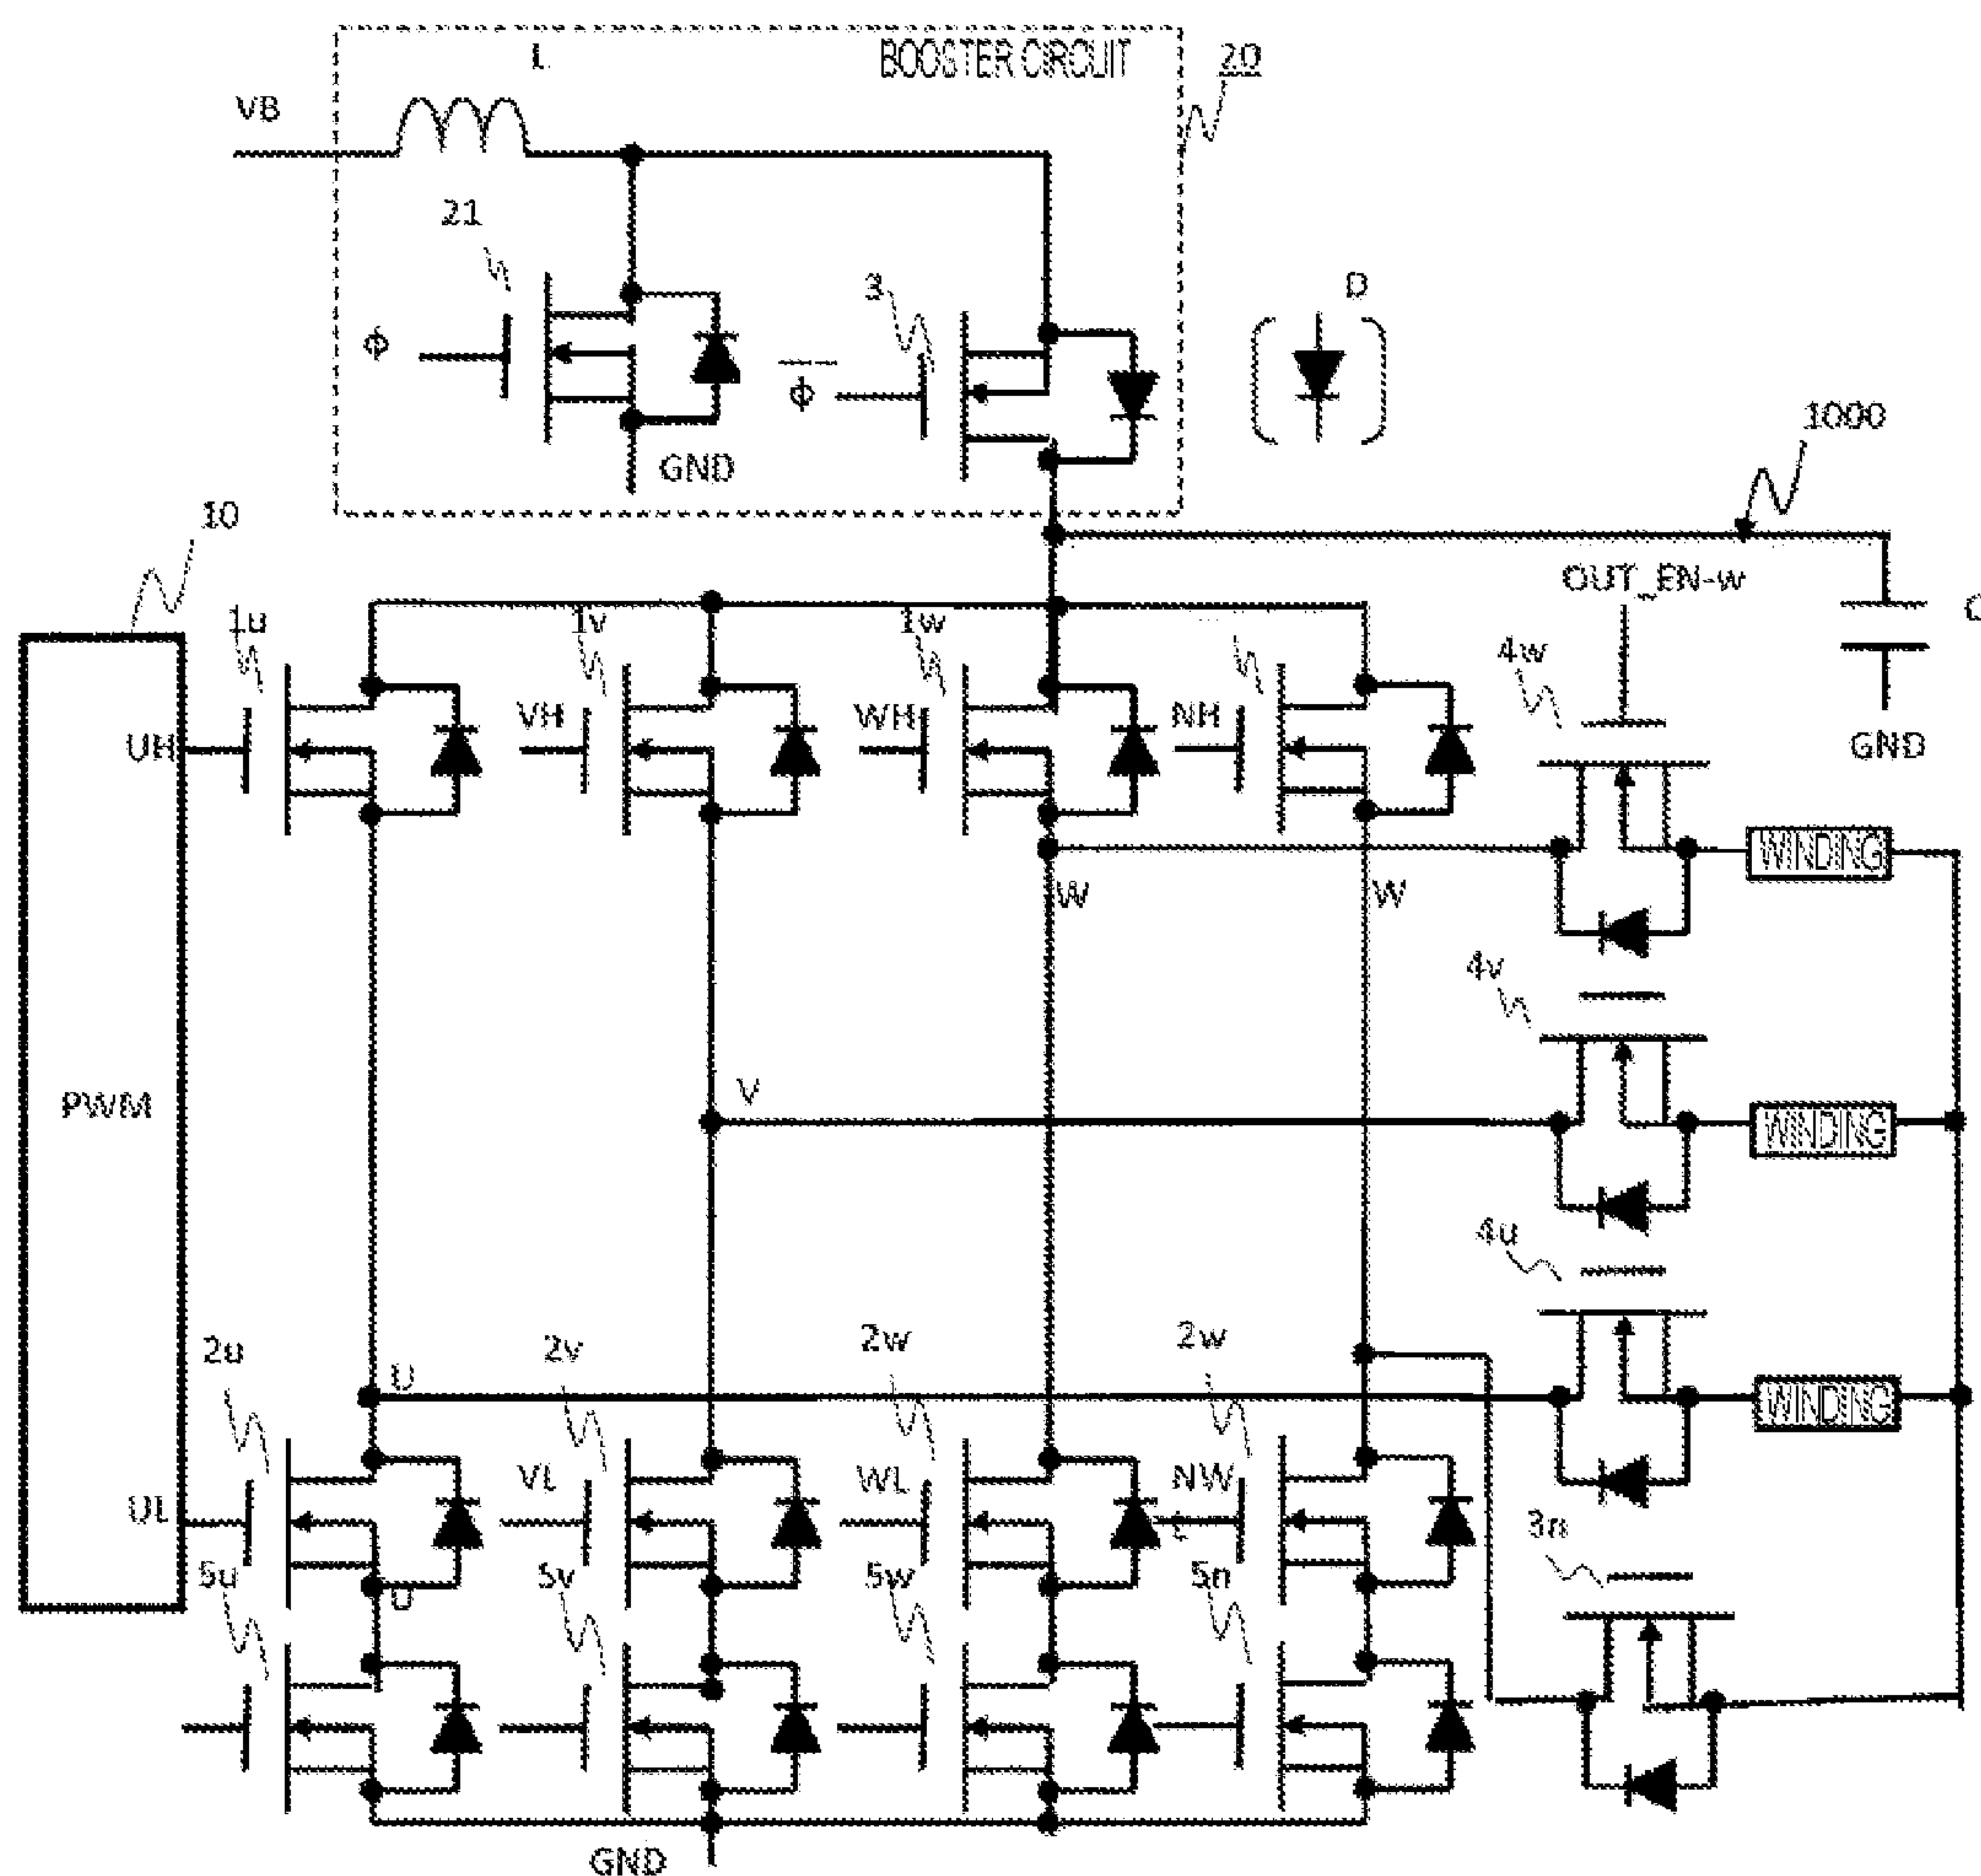 L
BOOSTER CIRCUIT
20
VB
21
3
D
ϕ
ϕ
GND
1000
10
OUT_EN-w
C
1u
1v
1w
4w
UH
VH
WH
NH
GND
WINDING
W
W
4v
V
PWM
WINDING
4u
2u
U
2v
2w
2w
WINDING
UL
VL
WL
NW
3n
5u
U
5v
5w
5n
GND